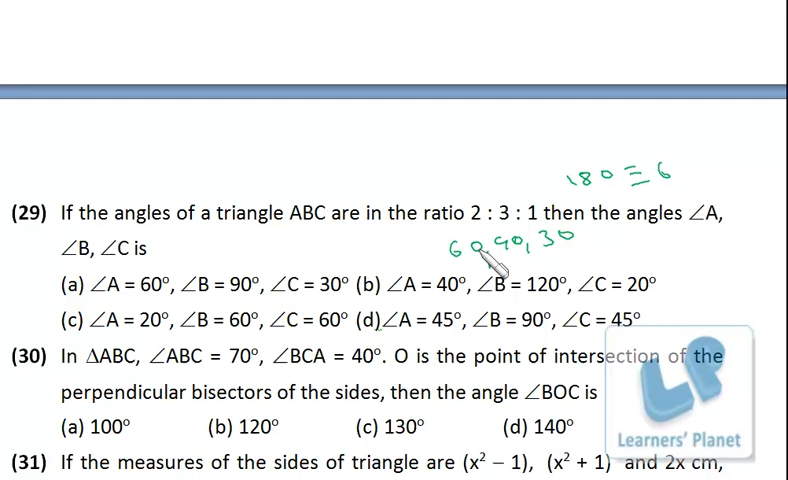 180 ≡ 6
(29) If the angles of a triangle ABC are in the ratio 2 : 3 : 1 then the angles ∠A,
∠B, ∠C is
60, 90, 30
(a) ∠A = 60°, ∠B = 90°, ∠C = 30° (b) ∠A = 40°, ∠B = 120°, ∠C = 20°
(c) ∠A = 20°, ∠B = 60°, ∠C = 60° (d)∠A = 45°, ∠B = 90°, ∠C = 45°
(30) In ΔABC, ∠ABC = 70°, ∠BCA = 40°. O is the point of intersection of the
perpendicular bisectors of the sides, then the angle ∠BOC is
(a) 100° (b) 120° (c) 130° (d) 140°
LP
Learners' Planet
(31) If the measures of the sides of triangle are (x² – 1), (x² + 1) and 2x cm,